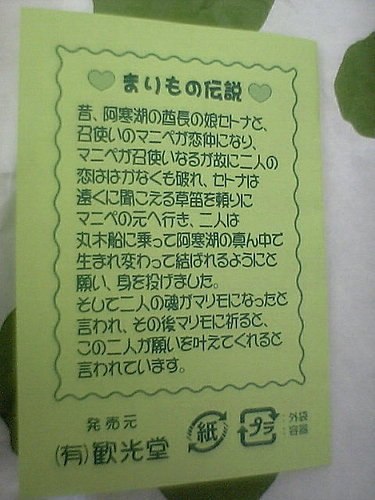 まりもの伝説
昔、阿寒湖の酋長の娘セトナと、
召使いのマニペが恋仲になり、
マニペが召使いなるが故に二人の
恋ははかなくも破れ、セトナは
遠くに聞こえる草笛を頼りに
マニペの元へ行き、二人は
丸木船に乗って阿寒湖の真ん中で
生まれ変わって結ばれるようにと
願い、身を投げました。
そして二人の魂がマリモになったと
言われ、その後マリモに祈ると、
この二人が願いを叶えてくれると
言われています。
発売元
(有)歓光堂
紙
プラ
：外袋
：容器